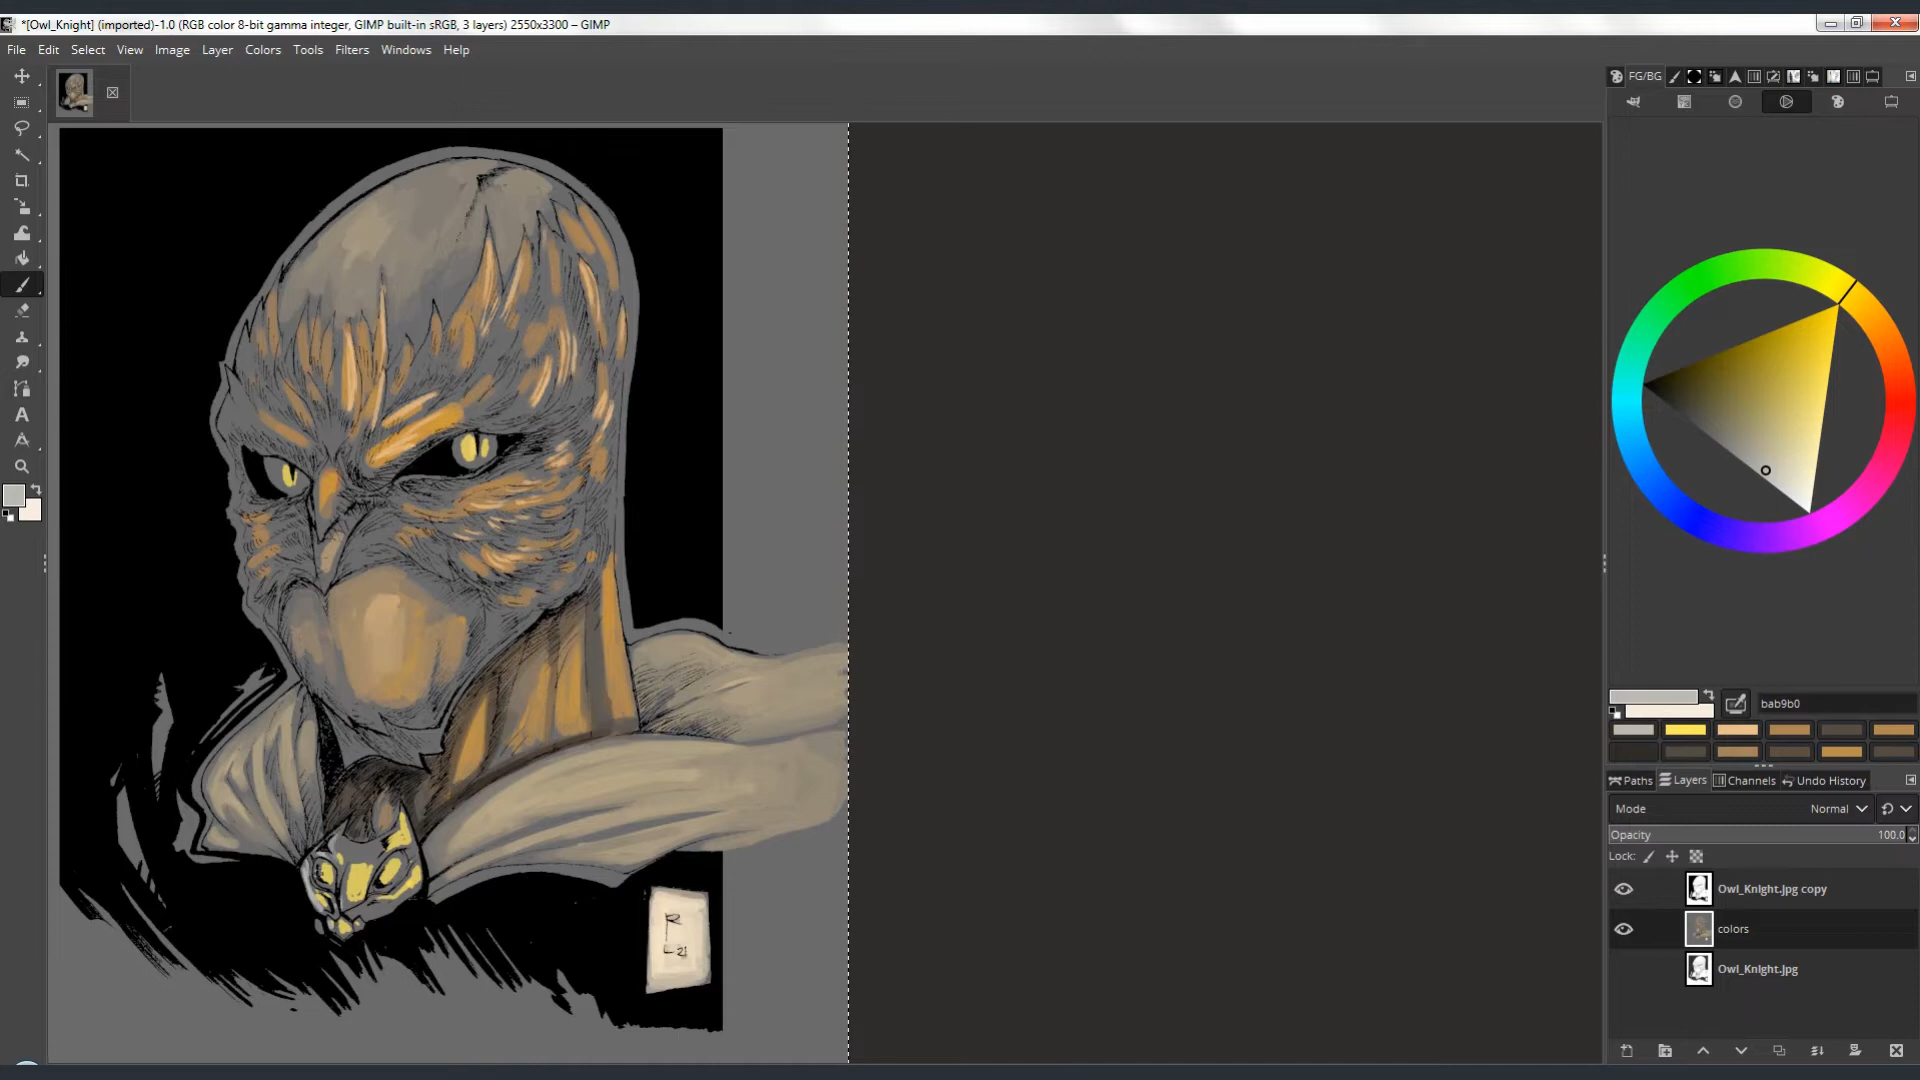 *[Owl_Knight] (imported)-1.0 (RGB color 8-bit gamma integer, GIMP built-in sRGB, 3 layers) 2550x3300 – GIMP
File Edit Select View Image Layer Colors Tools Filters Windows Help
FG/BG
bab9b0
Paths Layers Channels Undo History
Mode Normal
Opacity 100.0
Lock:
Owl_Knight.jpg copy
colors
Owl_Knight.jpg
R
L21